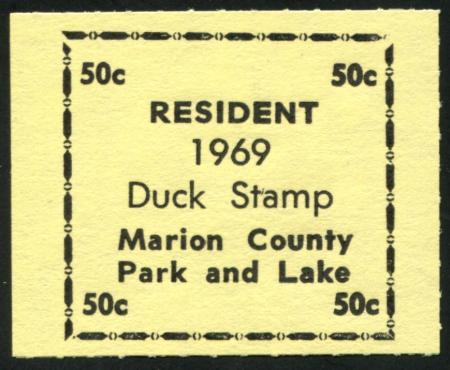 50c 50c
RESIDENT
1969
Duck Stamp
Marion County
Park and Lake
50c 50c